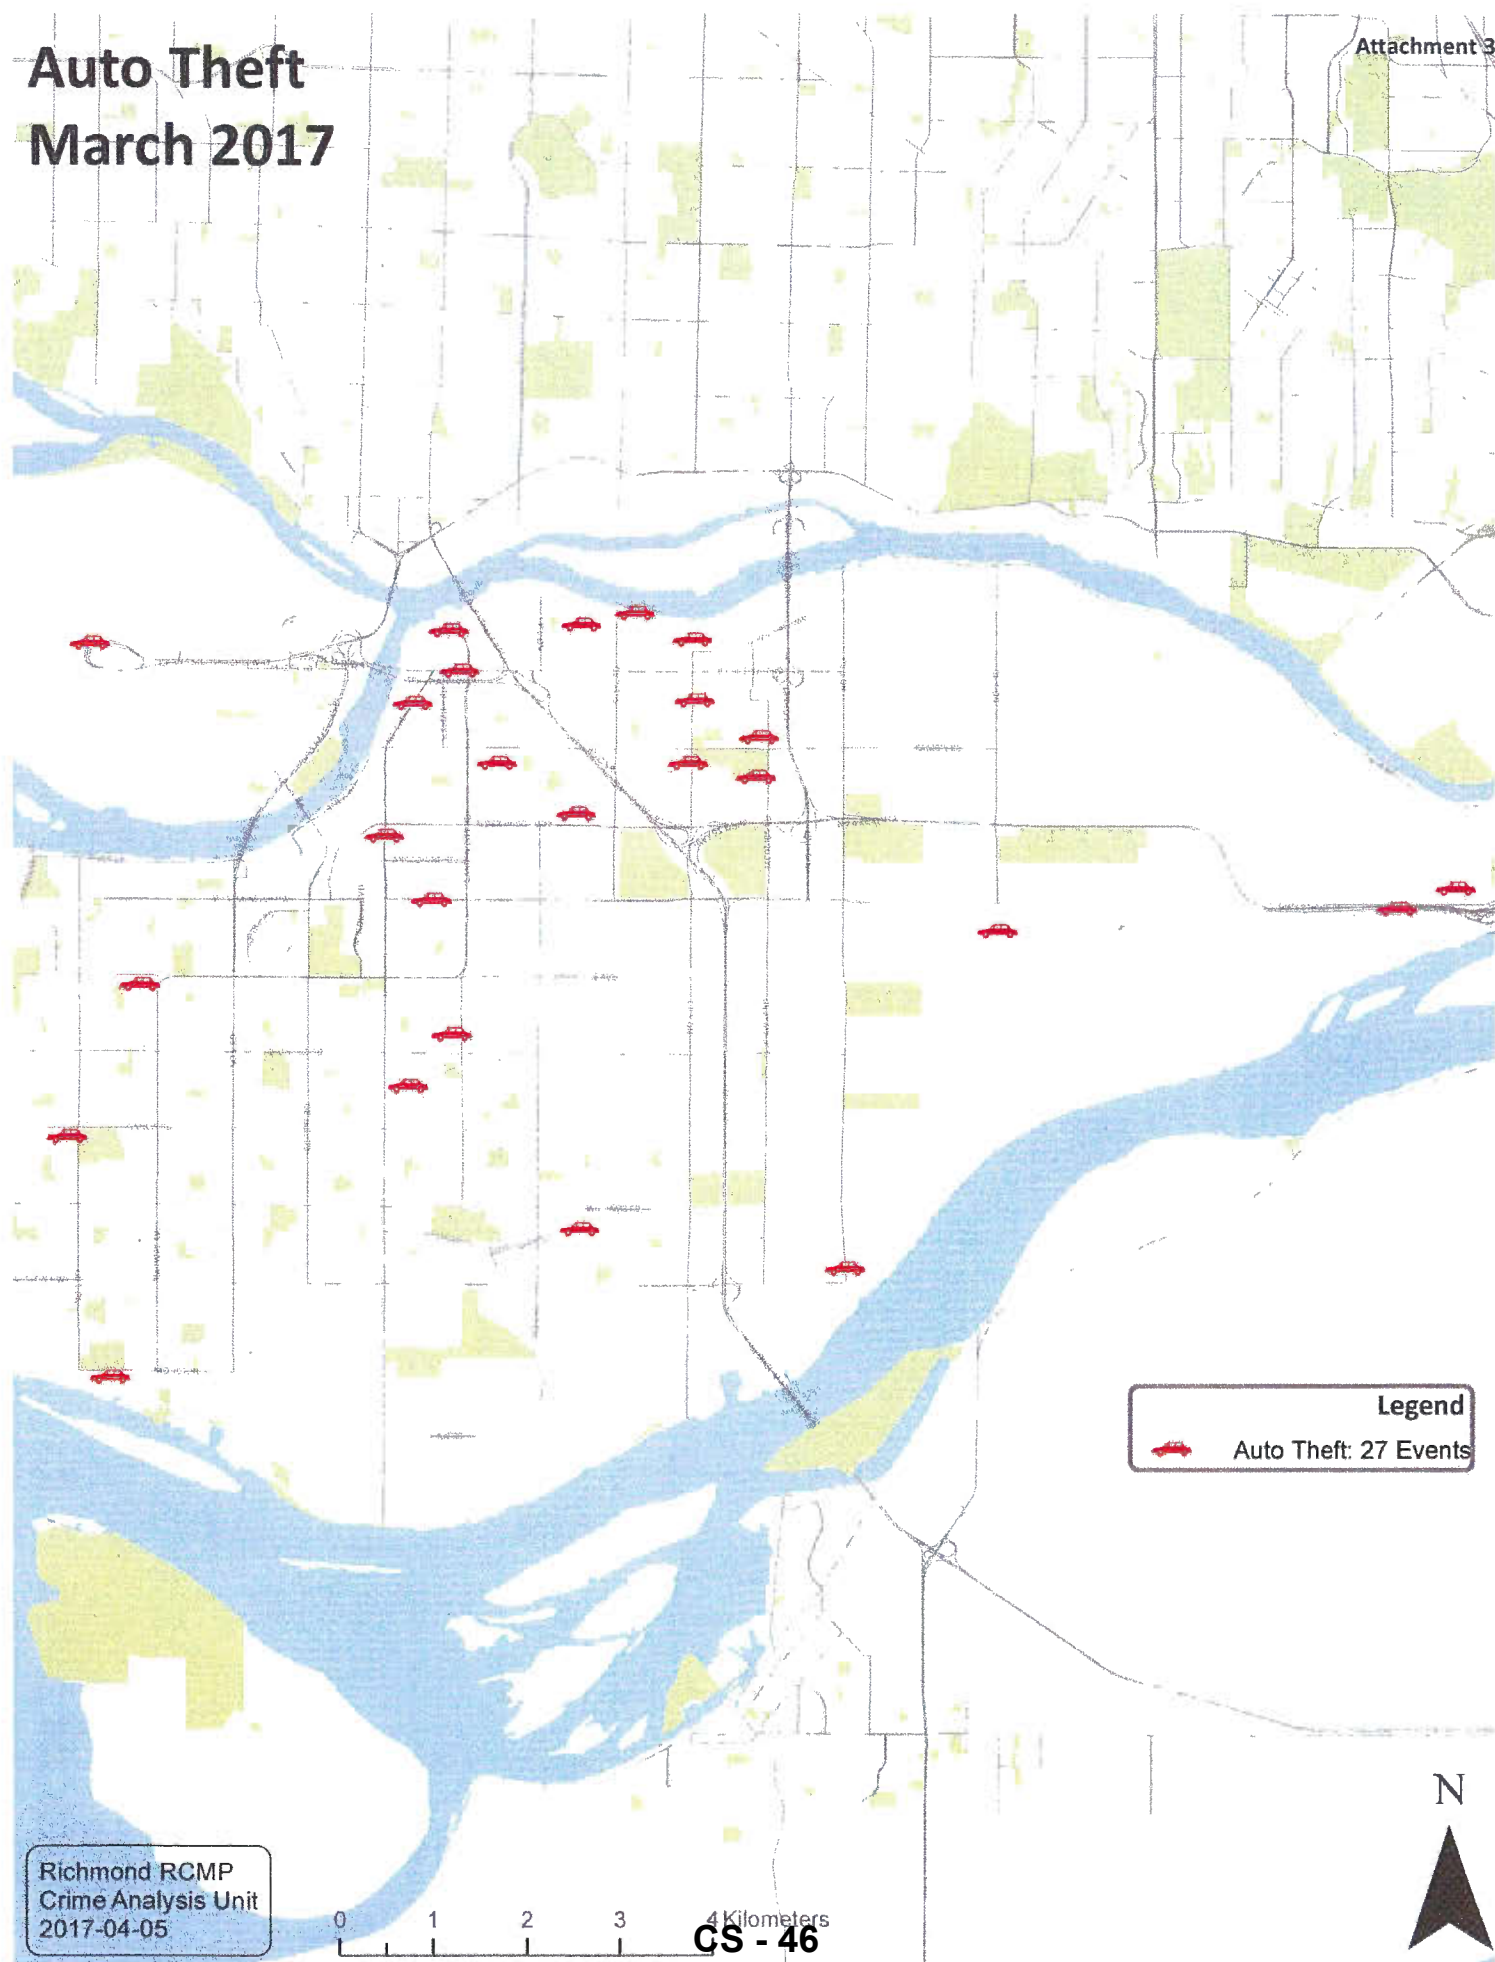 Attachment 3
Auto Theft
March 2017
Legend
Auto Theft: 27 Events
N
Richmond RCMP
Crime Analysis Unit
2017-04-05
0 1 2 3 4 Kilometers
CS - 46